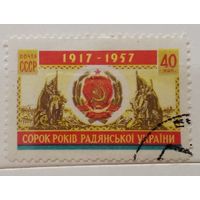 1917-1957
ПОЧТА
СССР
40
коп.
СОРОК РОКІВ РАДЯНСЬКОЇ УКРАЇНИ